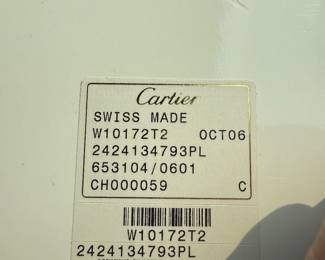 Cartier
SWISS MADE
W10172T2 OCT06
2424134793PL
653104/0601
CH000059 C
W10172T2
2424134793PL